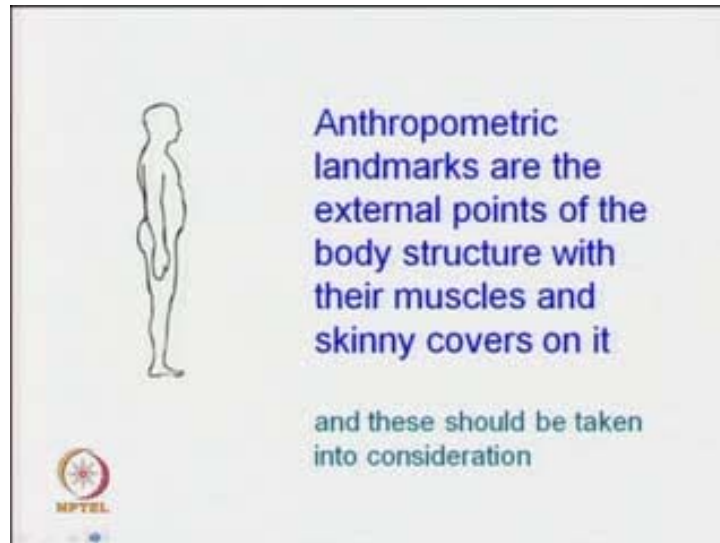 Anthropometric
landmarks are the
external points of the
body structure with
their muscles and
skinny covers on it
and these should be taken
into consideration
NPTEL